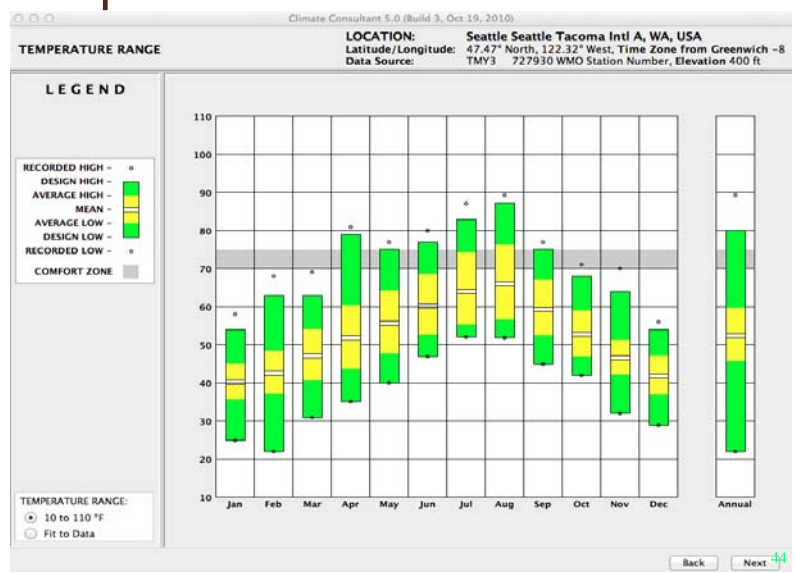 Climate Consultant 5.0 (Build 3, Oct 19, 2010)
TEMPERATURE RANGE
LOCATION: Seattle Seattle Tacoma Intl A, WA, USA
Latitude/Longitude: 47.47° North, 122.32° West, Time Zone from Greenwich -8
Data Source: TMY3 727930 WMO Station Number, Elevation 400 ft
LEGEND
RECORDED HIGH -
DESIGN HIGH -
AVERAGE HIGH -
MEAN -
AVERAGE LOW -
DESIGN LOW -
RECORDED LOW -
COMFORT ZONE
110
100
90
80
70
60
50
40
30
20
10
Jan Feb Mar Apr May Jun Jul Aug Sep Oct Nov Dec Annual
TEMPERATURE RANGE:
10 to 110 °F
Fit to Data
Back Next 44